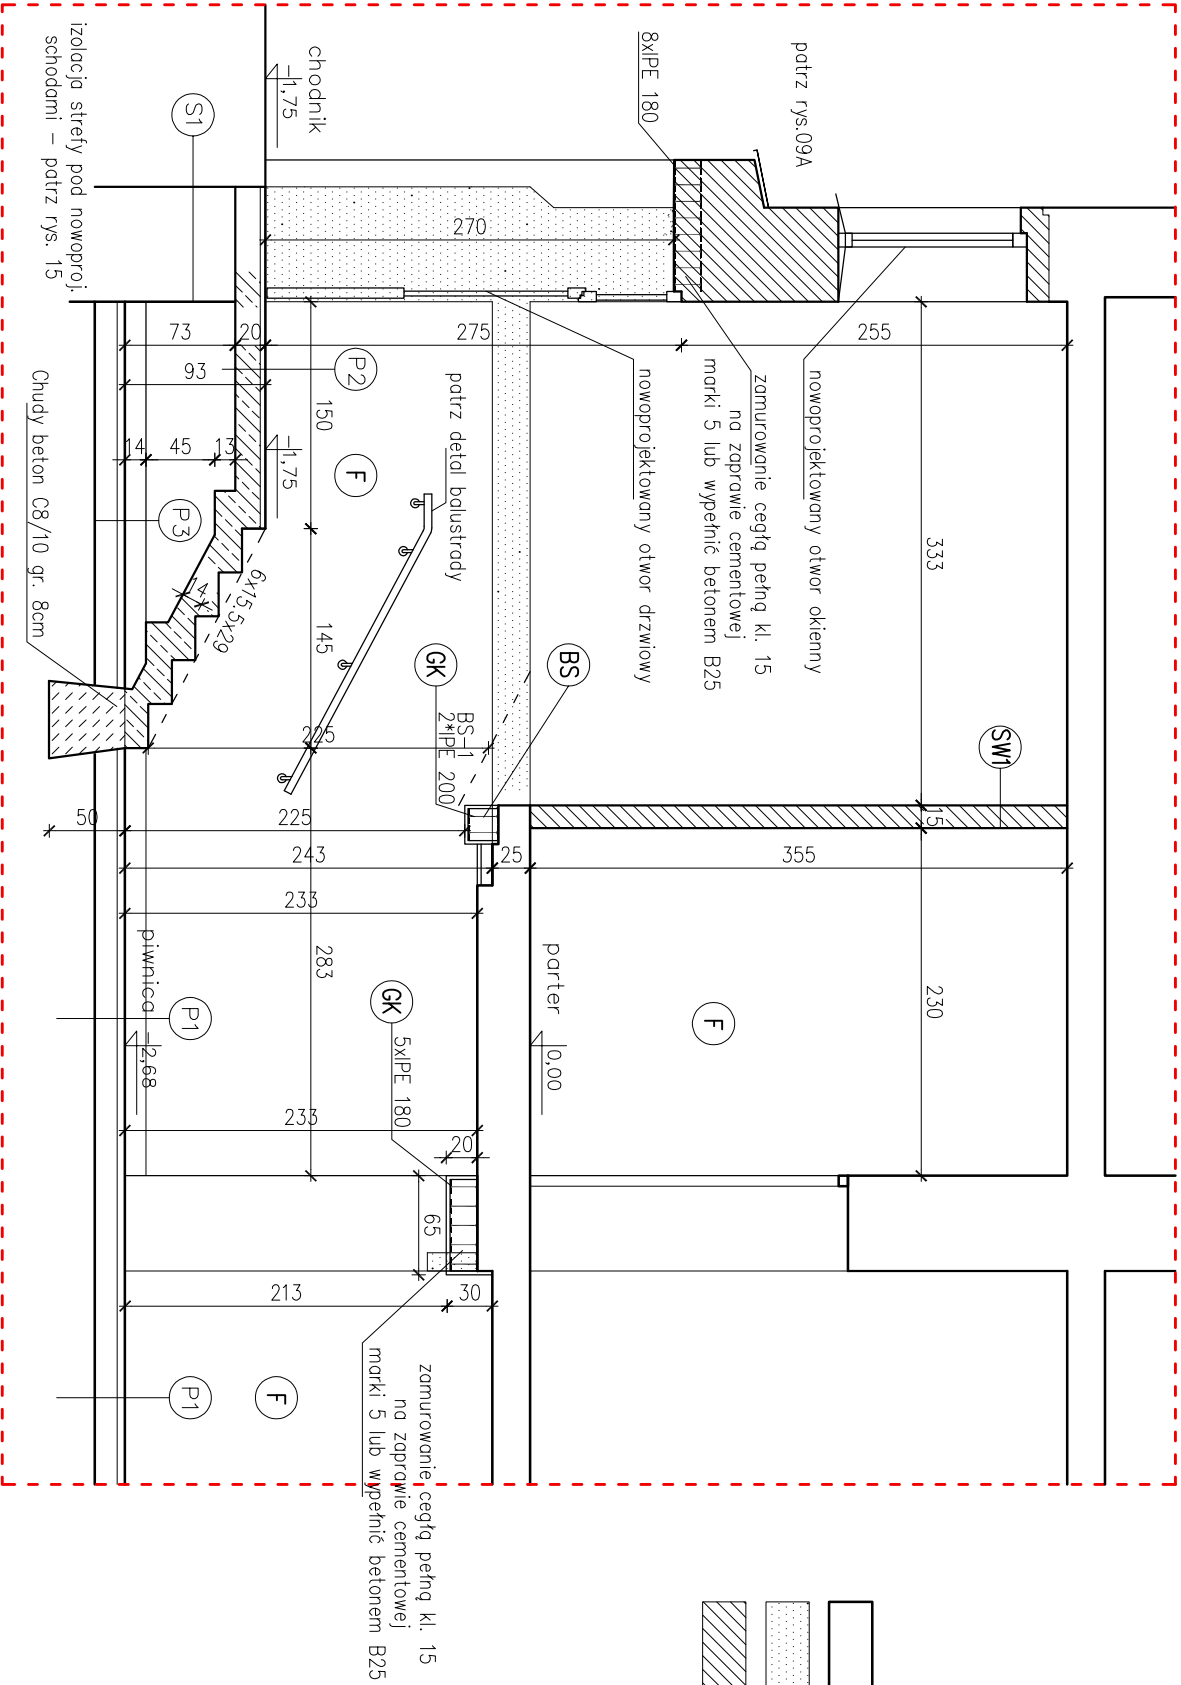 patrz rys.09A
8xIPE 180
chodnik
-1,75
S1
izolacja strefy pod nowoproj.
schodami - patrz rys. 15
270
255
275
20
73
93
nowoprojektowany otwor okienny
zamurowanie cegłą pełną kl. 15
na zaprawie cementowej
marki 5 lub wypełnić betonem B25
nowoprojektowany otwor drzwiowy
P2
150
F
-1,75
patrz detal balustrady
333
13
45
14
P3
Chudy beton C8/10 gr. 8cm
6x15.5x29
14
145
GK
BS
BS-1
2*IPE 200
SW1
225
15
225
50
355
25
243
233
283
230
parter
0,00
F
piwnica
-2,68
P1
GK
5xIPE 180
233
20
65
213
30
P1
F
zamurowanie cegłą pełną kl. 15
na zaprawie cementowej
marki 5 lub wypełnić betonem B25